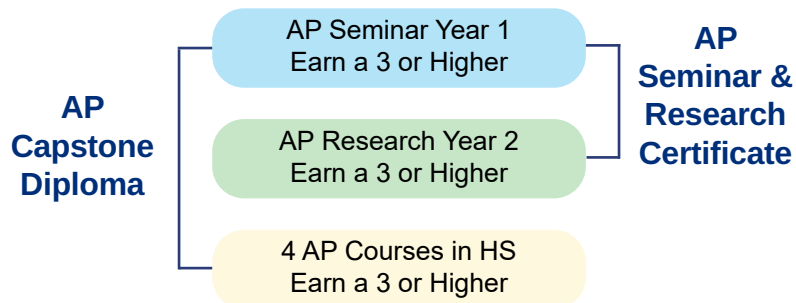 AP
Capstone
Diploma
AP Seminar Year 1
Earn a 3 or Higher
AP Research Year 2
Earn a 3 or Higher
4 AP Courses in HS
Earn a 3 or Higher
AP
Seminar &
Research
Certificate